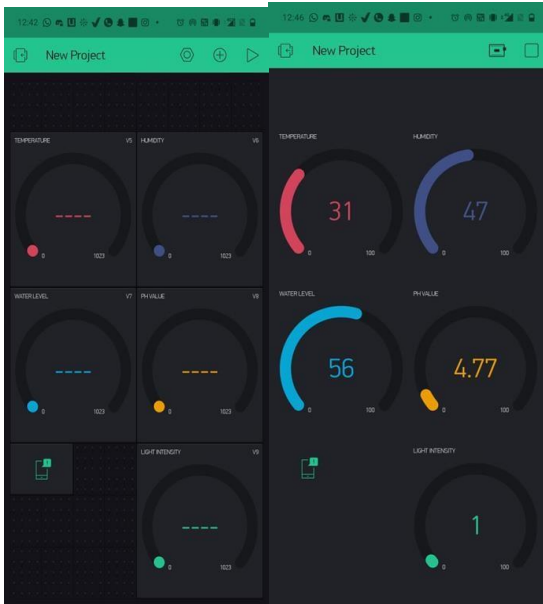 12:42
New Project
TEMPERATURE V5
HUMIDITY V6
----
----
0 1023
0 1023
WATER LEVEL V7
PH VALUE V8
----
----
0 1023
0 1023
LIGHT INTENSITY V9
----
0 1023
12:46
New Project
TEMPERATURE
HUMIDITY
31
47
0 100
0 100
WATER LEVEL
PH VALUE
56
4.77
0 100
0 100
LIGHT INTENSITY
1
0 100